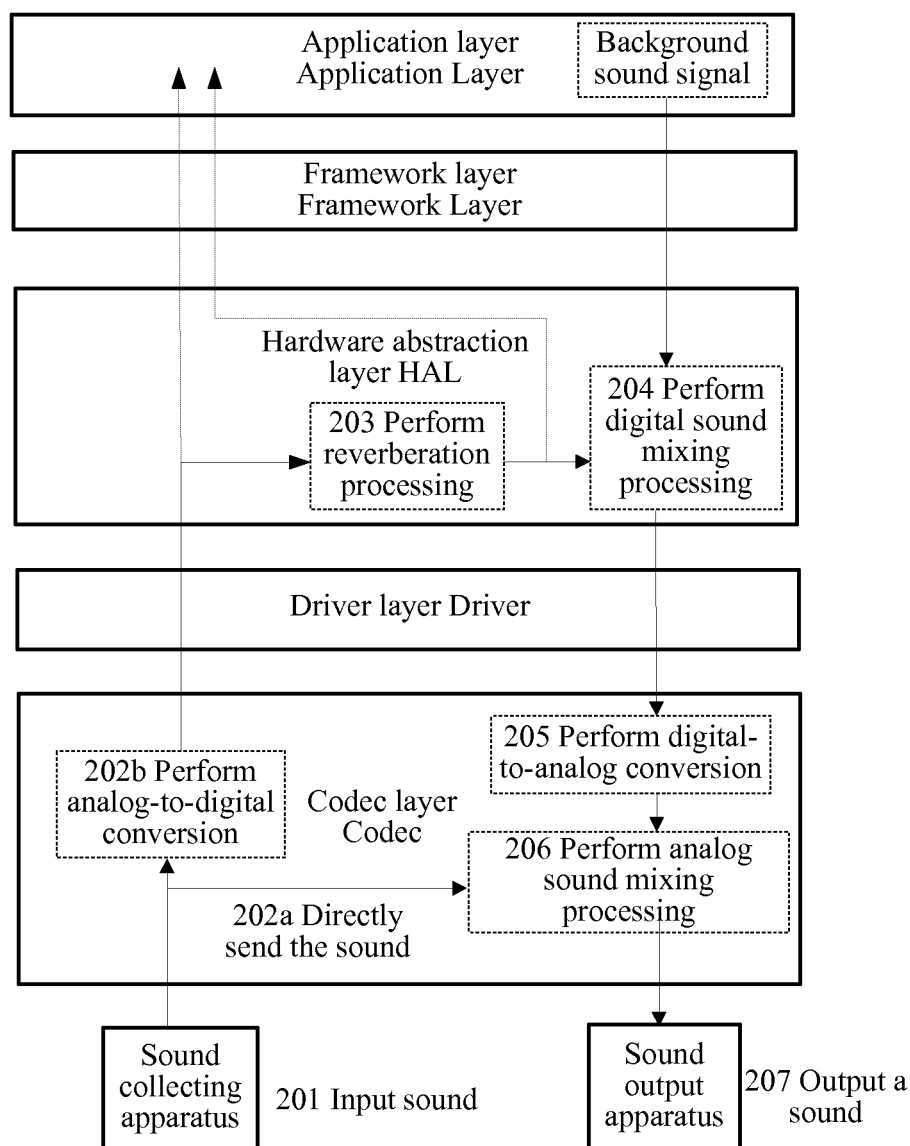 Application layer
Application Layer
Background
sound signal
Framework layer
Framework Layer
Hardware abstraction
layer HAL
203 Perform
reverberation
processing
204 Perform
digital sound
mixing
processing
Driver layer Driver
202b Perform
analog-to-digital
conversion
Codec layer
Codec
205 Perform digital-
to-analog conversion
206 Perform analog
sound mixing
processing
202a Directly
send the sound
Sound
collecting
apparatus
201 Input sound
Sound
output
apparatus
207 Output a
sound